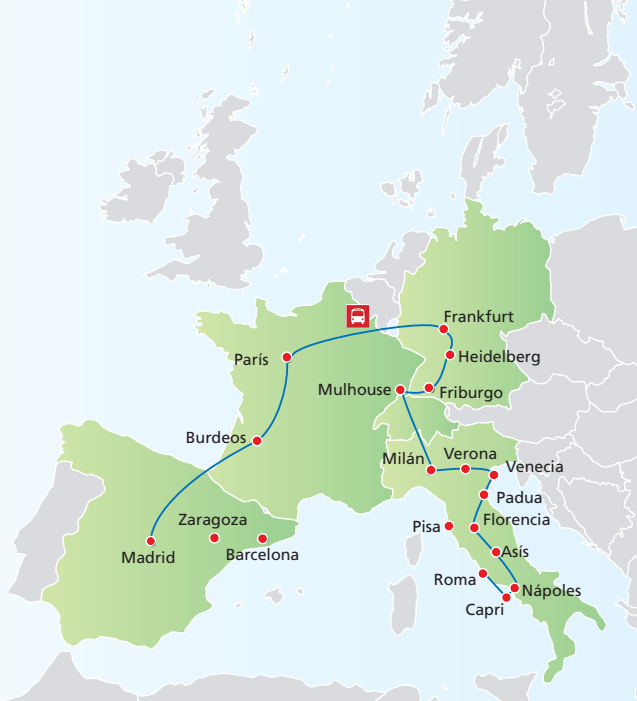 Frankfurt
París
Heidelberg
Mulhouse
Friburgo
Burdeos
Milán
Verona
Venecia
Padua
Zaragoza
Pisa
Florencia
Madrid
Barcelona
Asís
Roma
Nápoles
Capri